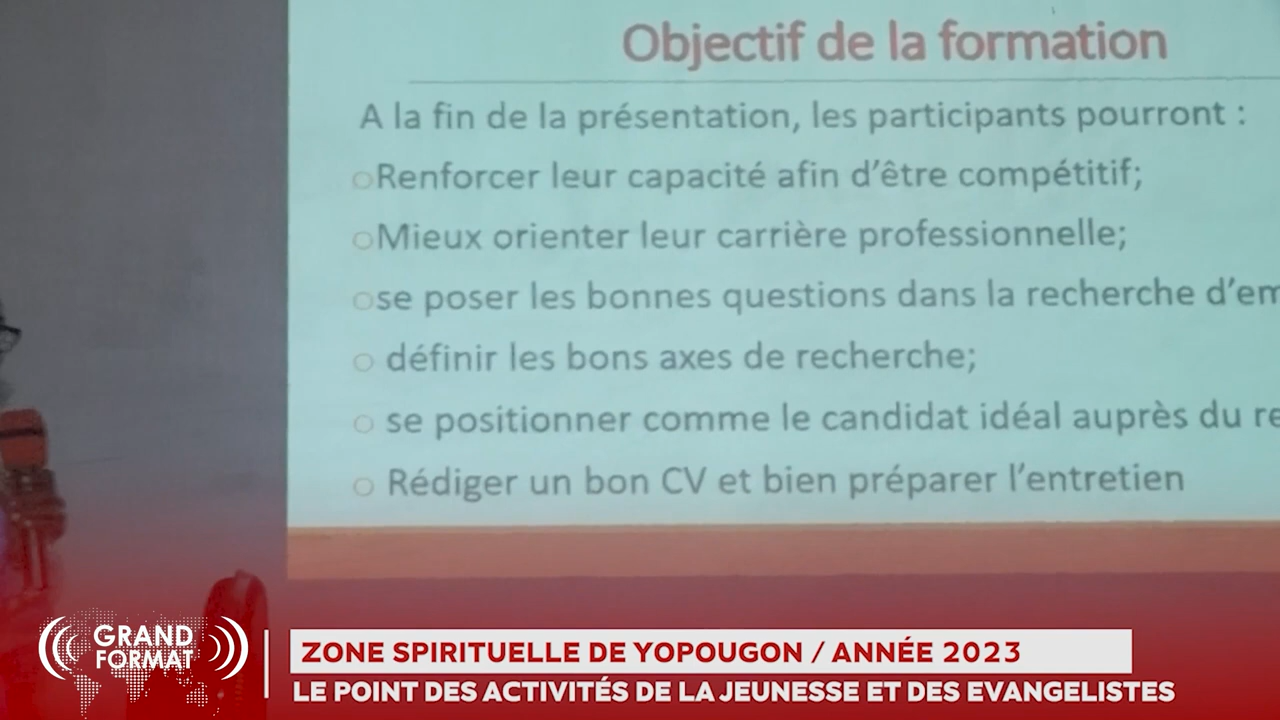 Objectif de la formation
A la fin de la présentation, les participants pourront :
Renforcer leur capacité afin d'être compétitif;
Mieux orienter leur carrière professionnelle;
se poser les bonnes questions dans la recherche
définir les bons axes de recherche;
se positionner comme le candidat idéal auprès du
Rédiger un bon CV et bien préparer l'entretien
GRAND
FORMAT
ZONE SPIRITUELLE DE YOPOUGON / ANNÉE 2023
LE POINT DES ACTIVITÉS DE LA JEUNESSE ET DES EVANGELISTES